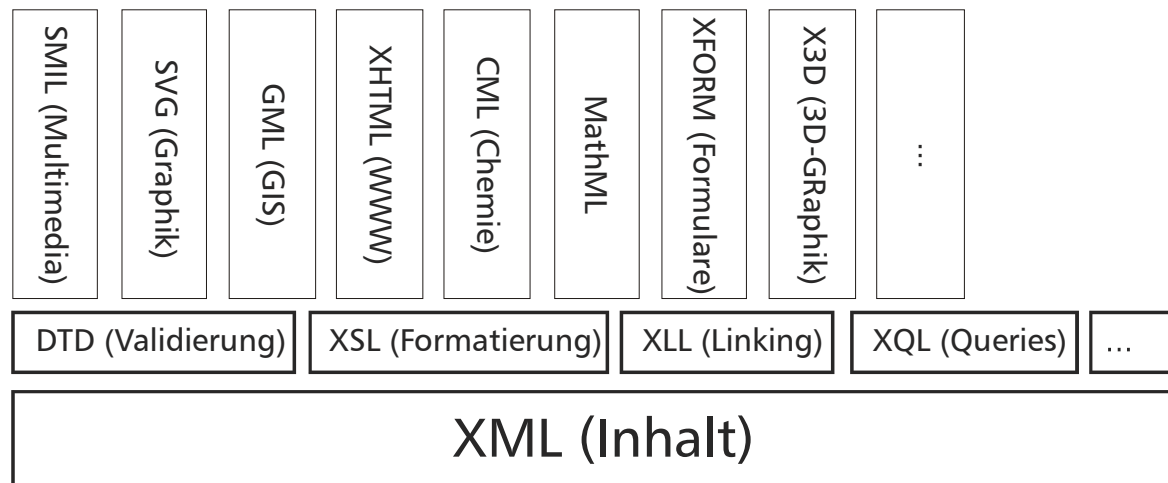 SMIL (Multimedia)
SVG (Graphik)
GML (GIS)
XHTML (WWW)
CML (Chemie)
MathML
XFORM (Formulare)
X3D (3D-GRaphik)
...
DTD (Validierung)
XSL (Formatierung)
XLL (Linking)
XQL (Queries)
...
XML (Inhalt)